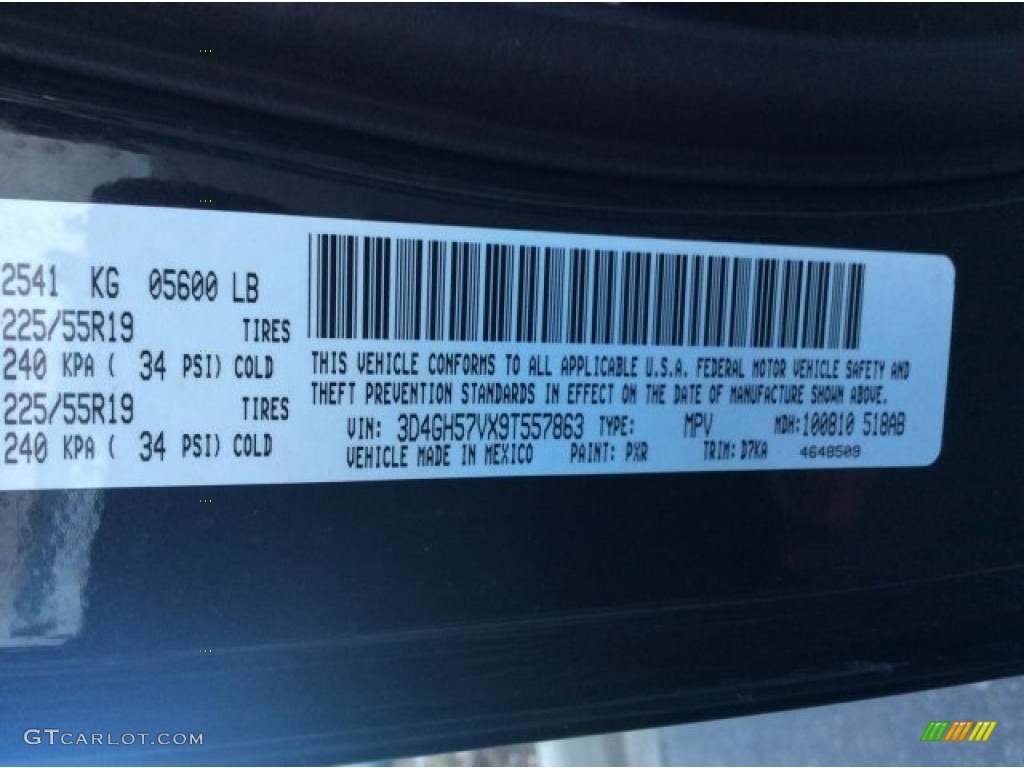 2541 KG 05600 LB
225/55R19 TIRES
240 KPA ( 34 PSI) COLD
225/55R19 TIRES
240 KPA ( 34 PSI) COLD
THIS VEHICLE CONFORMS TO ALL APPLICABLE U.S.A. FEDERAL MOTOR VEHICLE SAFETY AND
THEFT PREVENTION STANDARDS IN EFFECT ON THE DATE OF MANUFACTURE SHOWN ABOVE.
VIN: 3D4GH57VX9T557863 TYPE: MPV MDH: 100810 518AB
VEHICLE MADE IN MEXICO PAINT: PXR TRIM: D7KA 4648509
GTCARLOT.COM